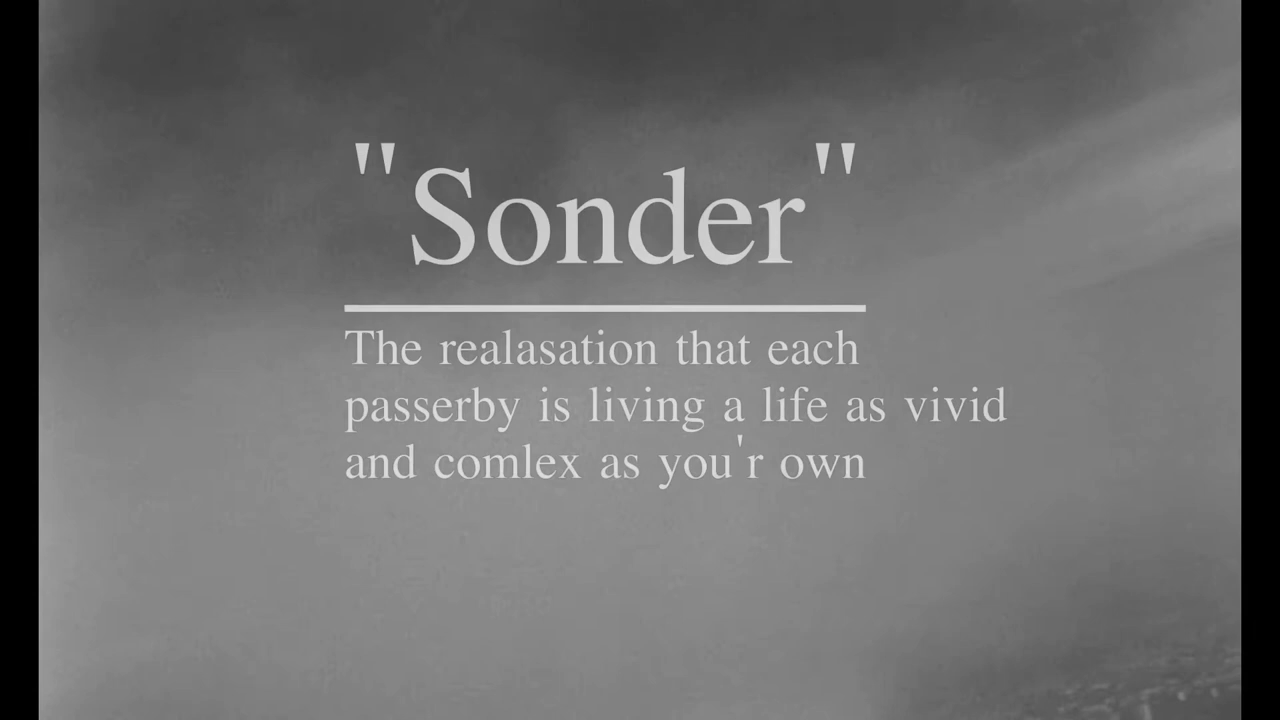 "Sonder"
The realasation that each
passerby is living a life as vivid
and comlex as you'r own